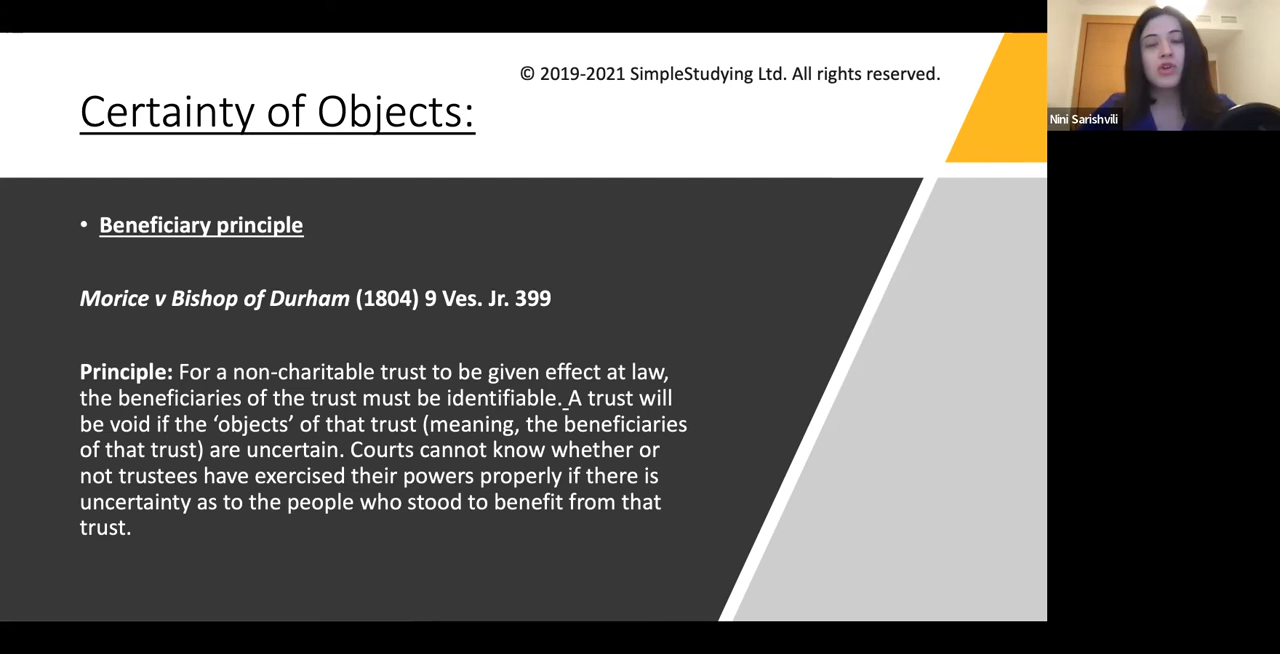 © 2019-2021 SimpleStudying Ltd. All rights reserved.
Certainty of Objects:
Nini Sarishvili
• Beneficiary principle
Morice v Bishop of Durham (1804) 9 Ves. Jr. 399
Principle: For a non-charitable trust to be given effect at law,
the beneficiaries of the trust must be identifiable. A trust will
be void if the ‘objects’ of that trust (meaning, the beneficiaries
of that trust) are uncertain. Courts cannot know whether or
not trustees have exercised their powers properly if there is
uncertainty as to the people who stood to benefit from that
trust.